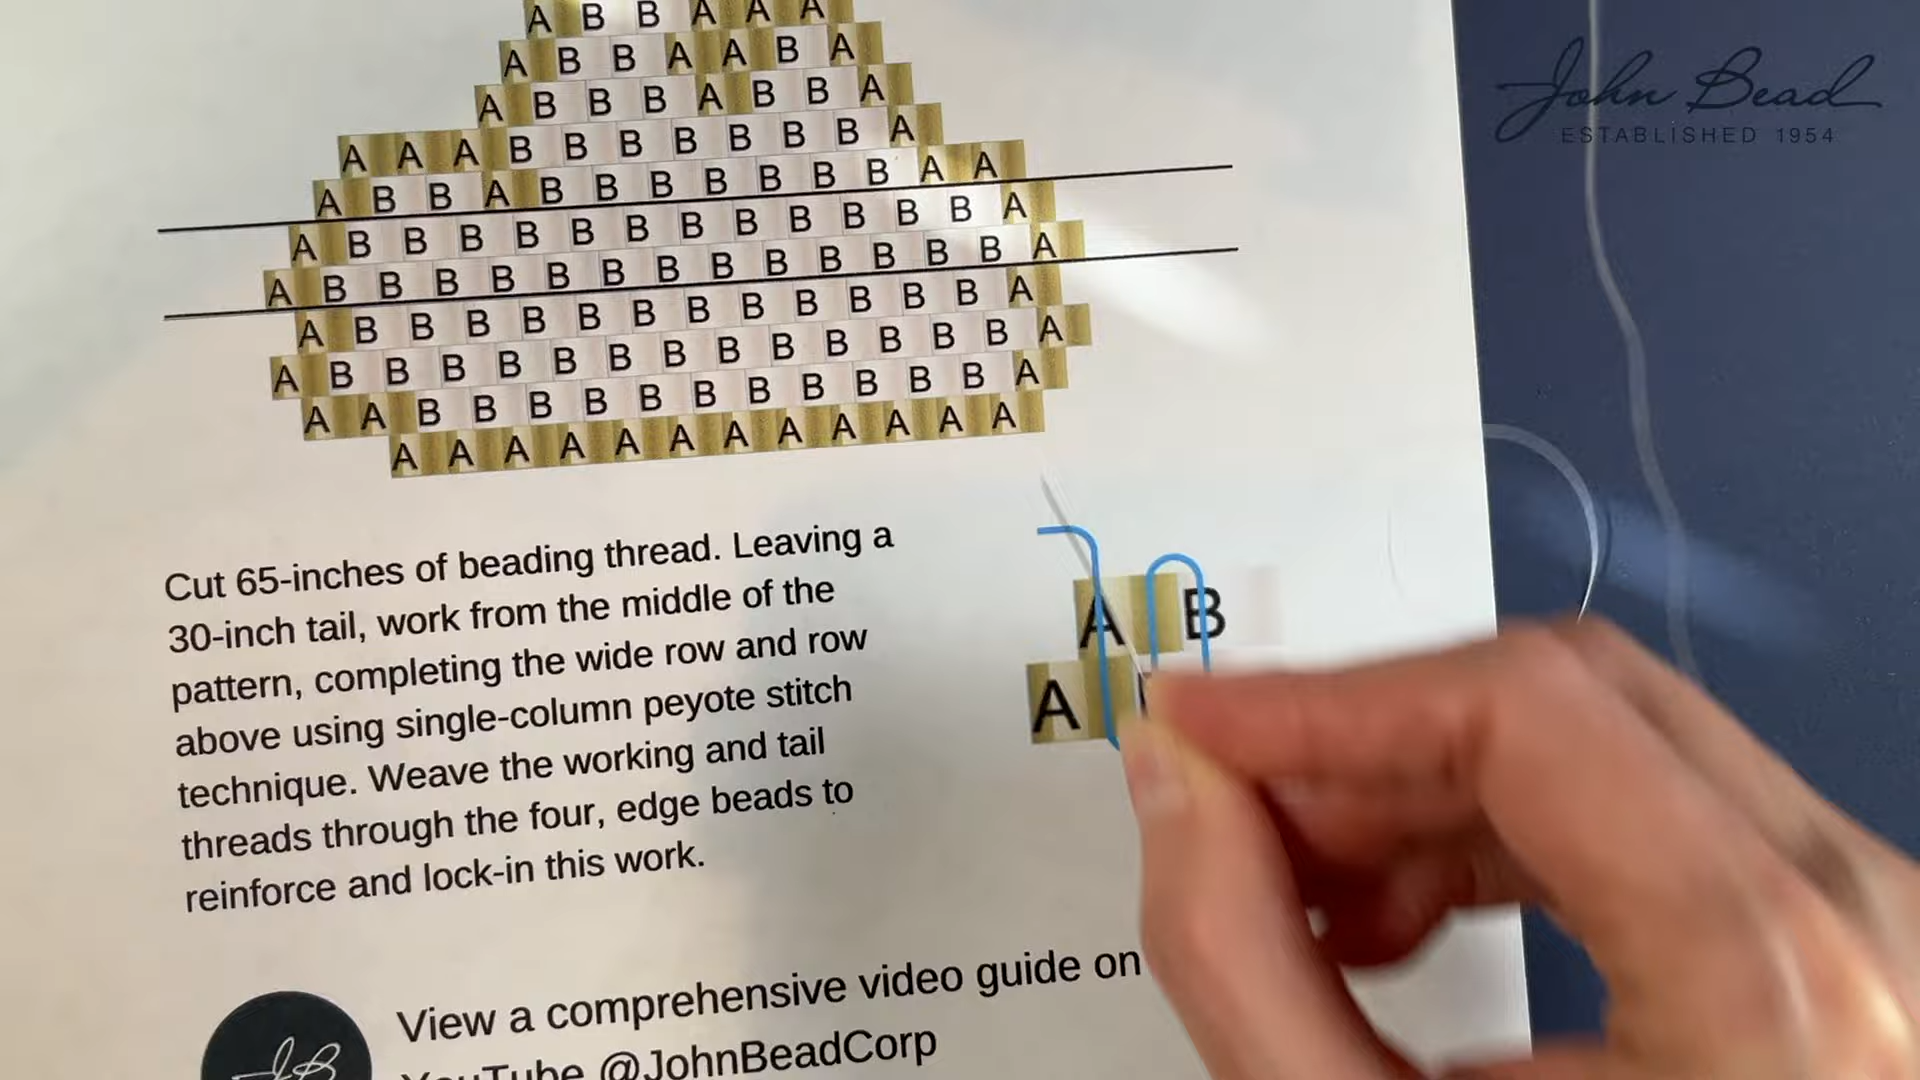 A B B A A A
A B B A A B A
A B B B A B B A
A A A B B B B B B B A
A B B A B B B B B B B A A
A B B B B B B B B B B B B A
A B B B B B B B B B B B B B A
A B B B B B B B B B B B B A
A B B B B B B B B B B B B B A
A A B B B B B B B B B B B A
A A A A A A A A A A A A
Cut 65-inches of beading thread. Leaving a
30-inch tail, work from the middle of the
pattern, completing the wide row and row
above using single-column peyote stitch
technique. Weave the working and tail
threads through the four, edge beads to
reinforce and lock-in this work.
A B
A
View a comprehensive video guide on
YouTube @JohnBeadCorp
JB
John Bead
ESTABLISHED 1954